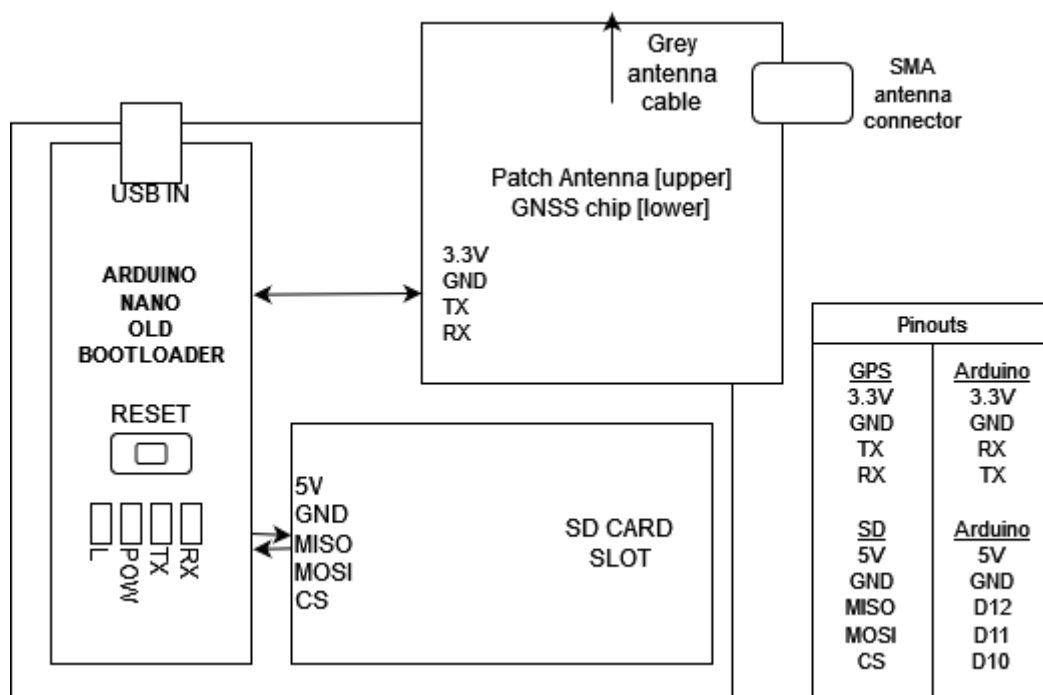 Grey
antenna
cable
SMA
antenna
connector
USB IN
Patch Antenna [upper]
GNSS chip [lower]
3.3V
GND
TX
RX
ARDUINO
NANO
OLD
BOOTLOADER
RESET
L
POW
TX
RX
5V
GND
MISO
MOSI
CS
SD CARD
SLOT
Pinouts
GPS Arduino
3.3V 3.3V
GND GND
TX RX
RX TX
SD Arduino
5V 5V
GND GND
MISO D12
MOSI D11
CS D10